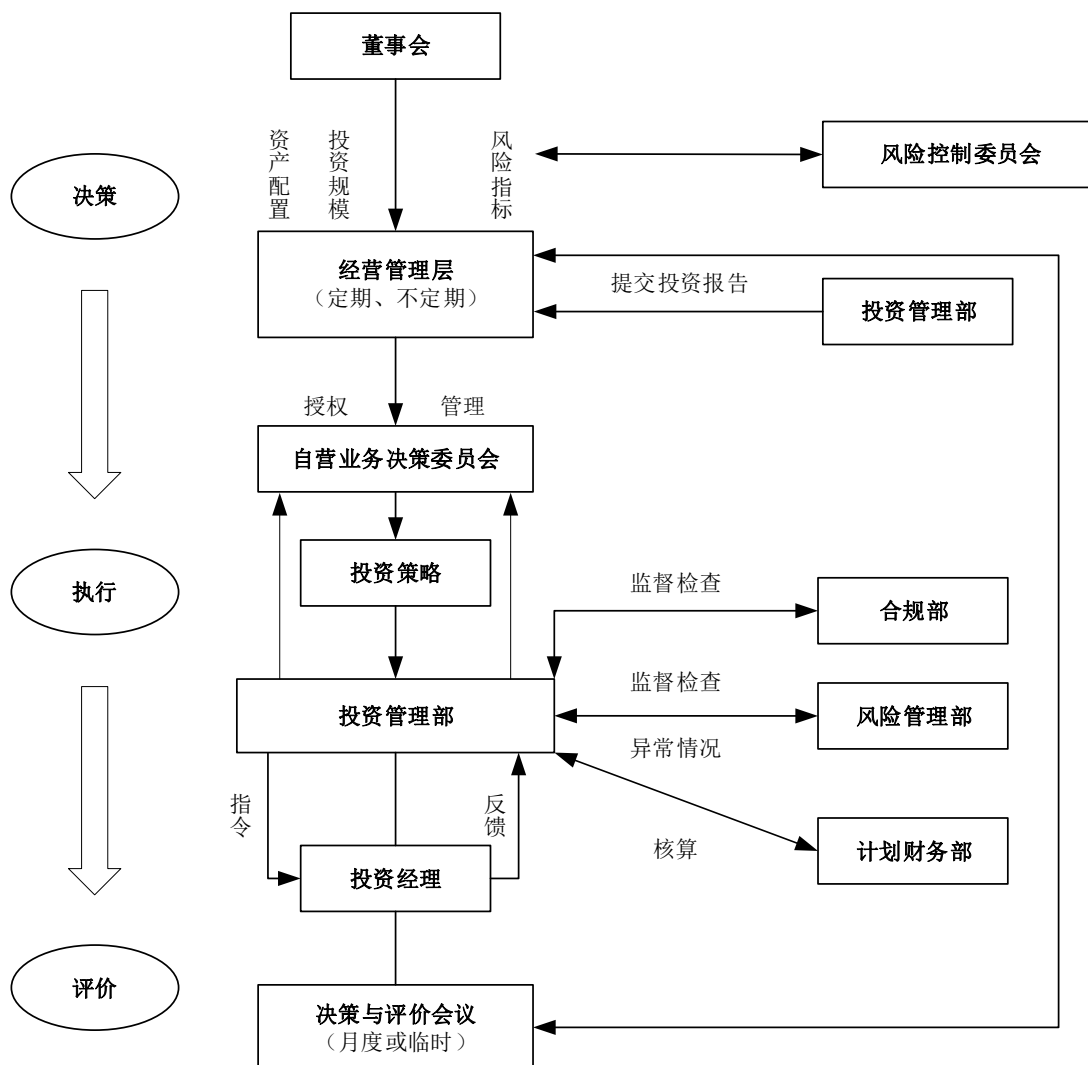 董事会
资产配置
投资规模
风险指标
风险控制委员会
决策
经营管理层
（定期、不定期）
提交投资报告
投资管理部
授权
管理
自营业务决策委员会
投资策略
执行
监督检查
合规部
监督检查
投资管理部
风险管理部
异常情况
指令
反馈
核算
计划财务部
投资经理
评价
决策与评价会议
（月度或临时）